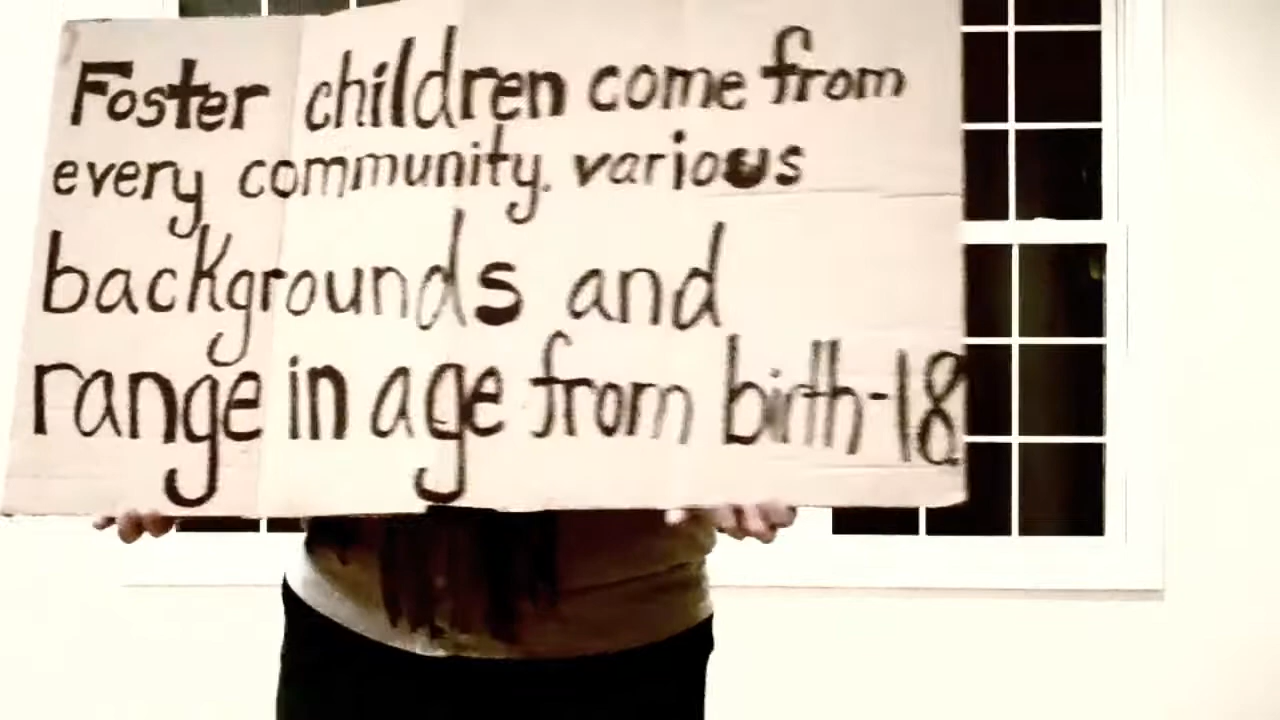 Foster children come from
every community. various
backgrounds and
range in age from birth-18